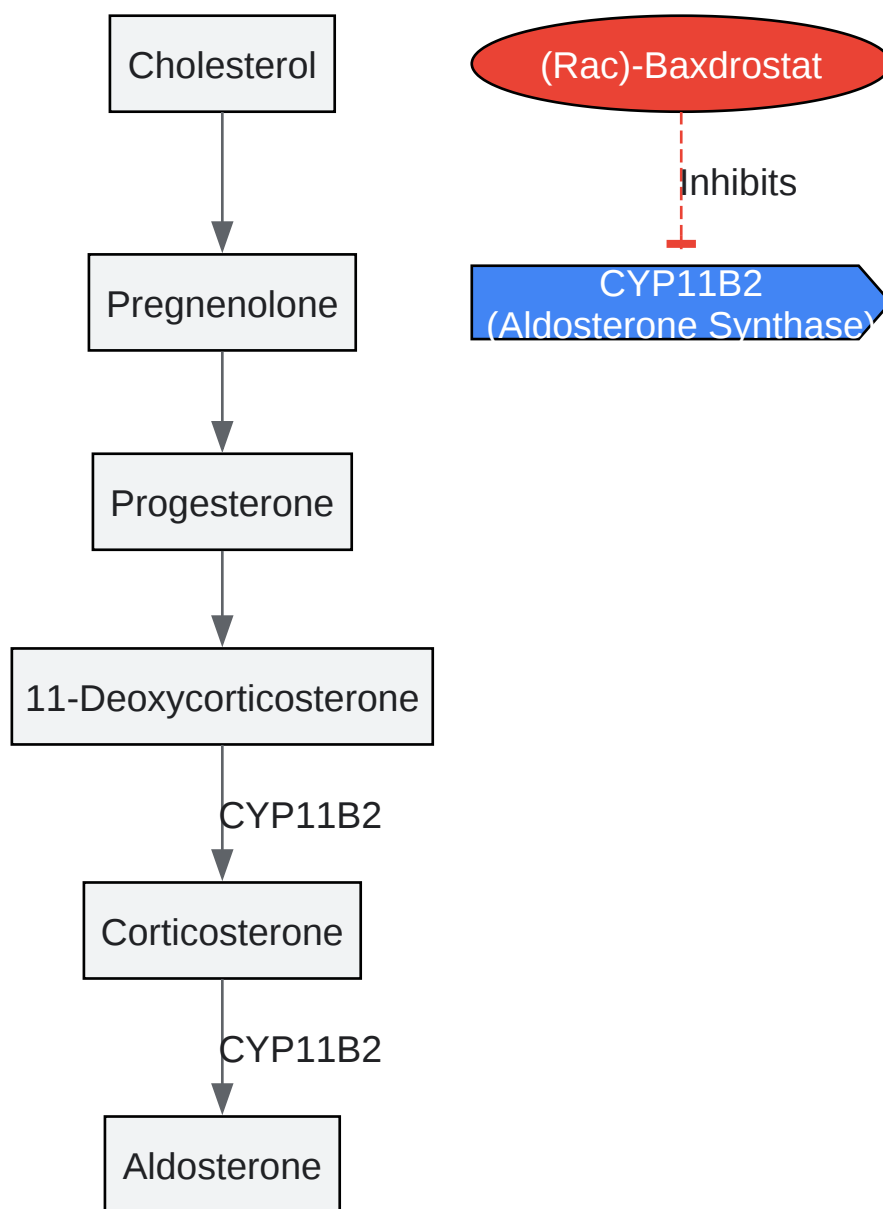 Cholesterol
(Rac)-Baxdrostat
Inhibits
Pregnenolone
CYP11B2
(Aldosterone Synthase)
Progesterone
11-Deoxycorticosterone
CYP11B2
Corticosterone
CYP11B2
Aldosterone